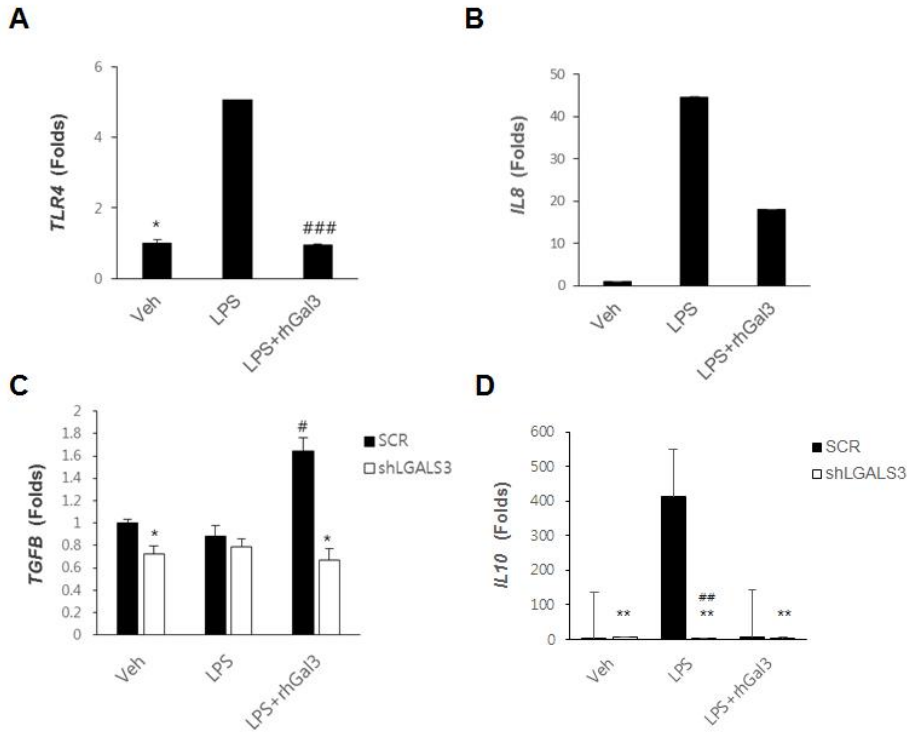 A
TLR4 (Folds)
6
4
2
0
*
###
Veh
LPS
LPS+rhGal3
B
IL8 (Folds)
50
40
30
20
10
0
Veh
LPS
LPS+rhGal3
C
TGFB (Folds)
2
1.8
1.6
1.4
1.2
1
0.8
0.6
0.4
0.2
0
*
#
*
SCR
shLGALS3
Veh
LPS
LPS+rhGal3
D
IL10 (Folds)
600
500
400
300
200
100
0
**
##
**
**
SCR
shLGALS3
Veh
LPS
LPS+rhGal3